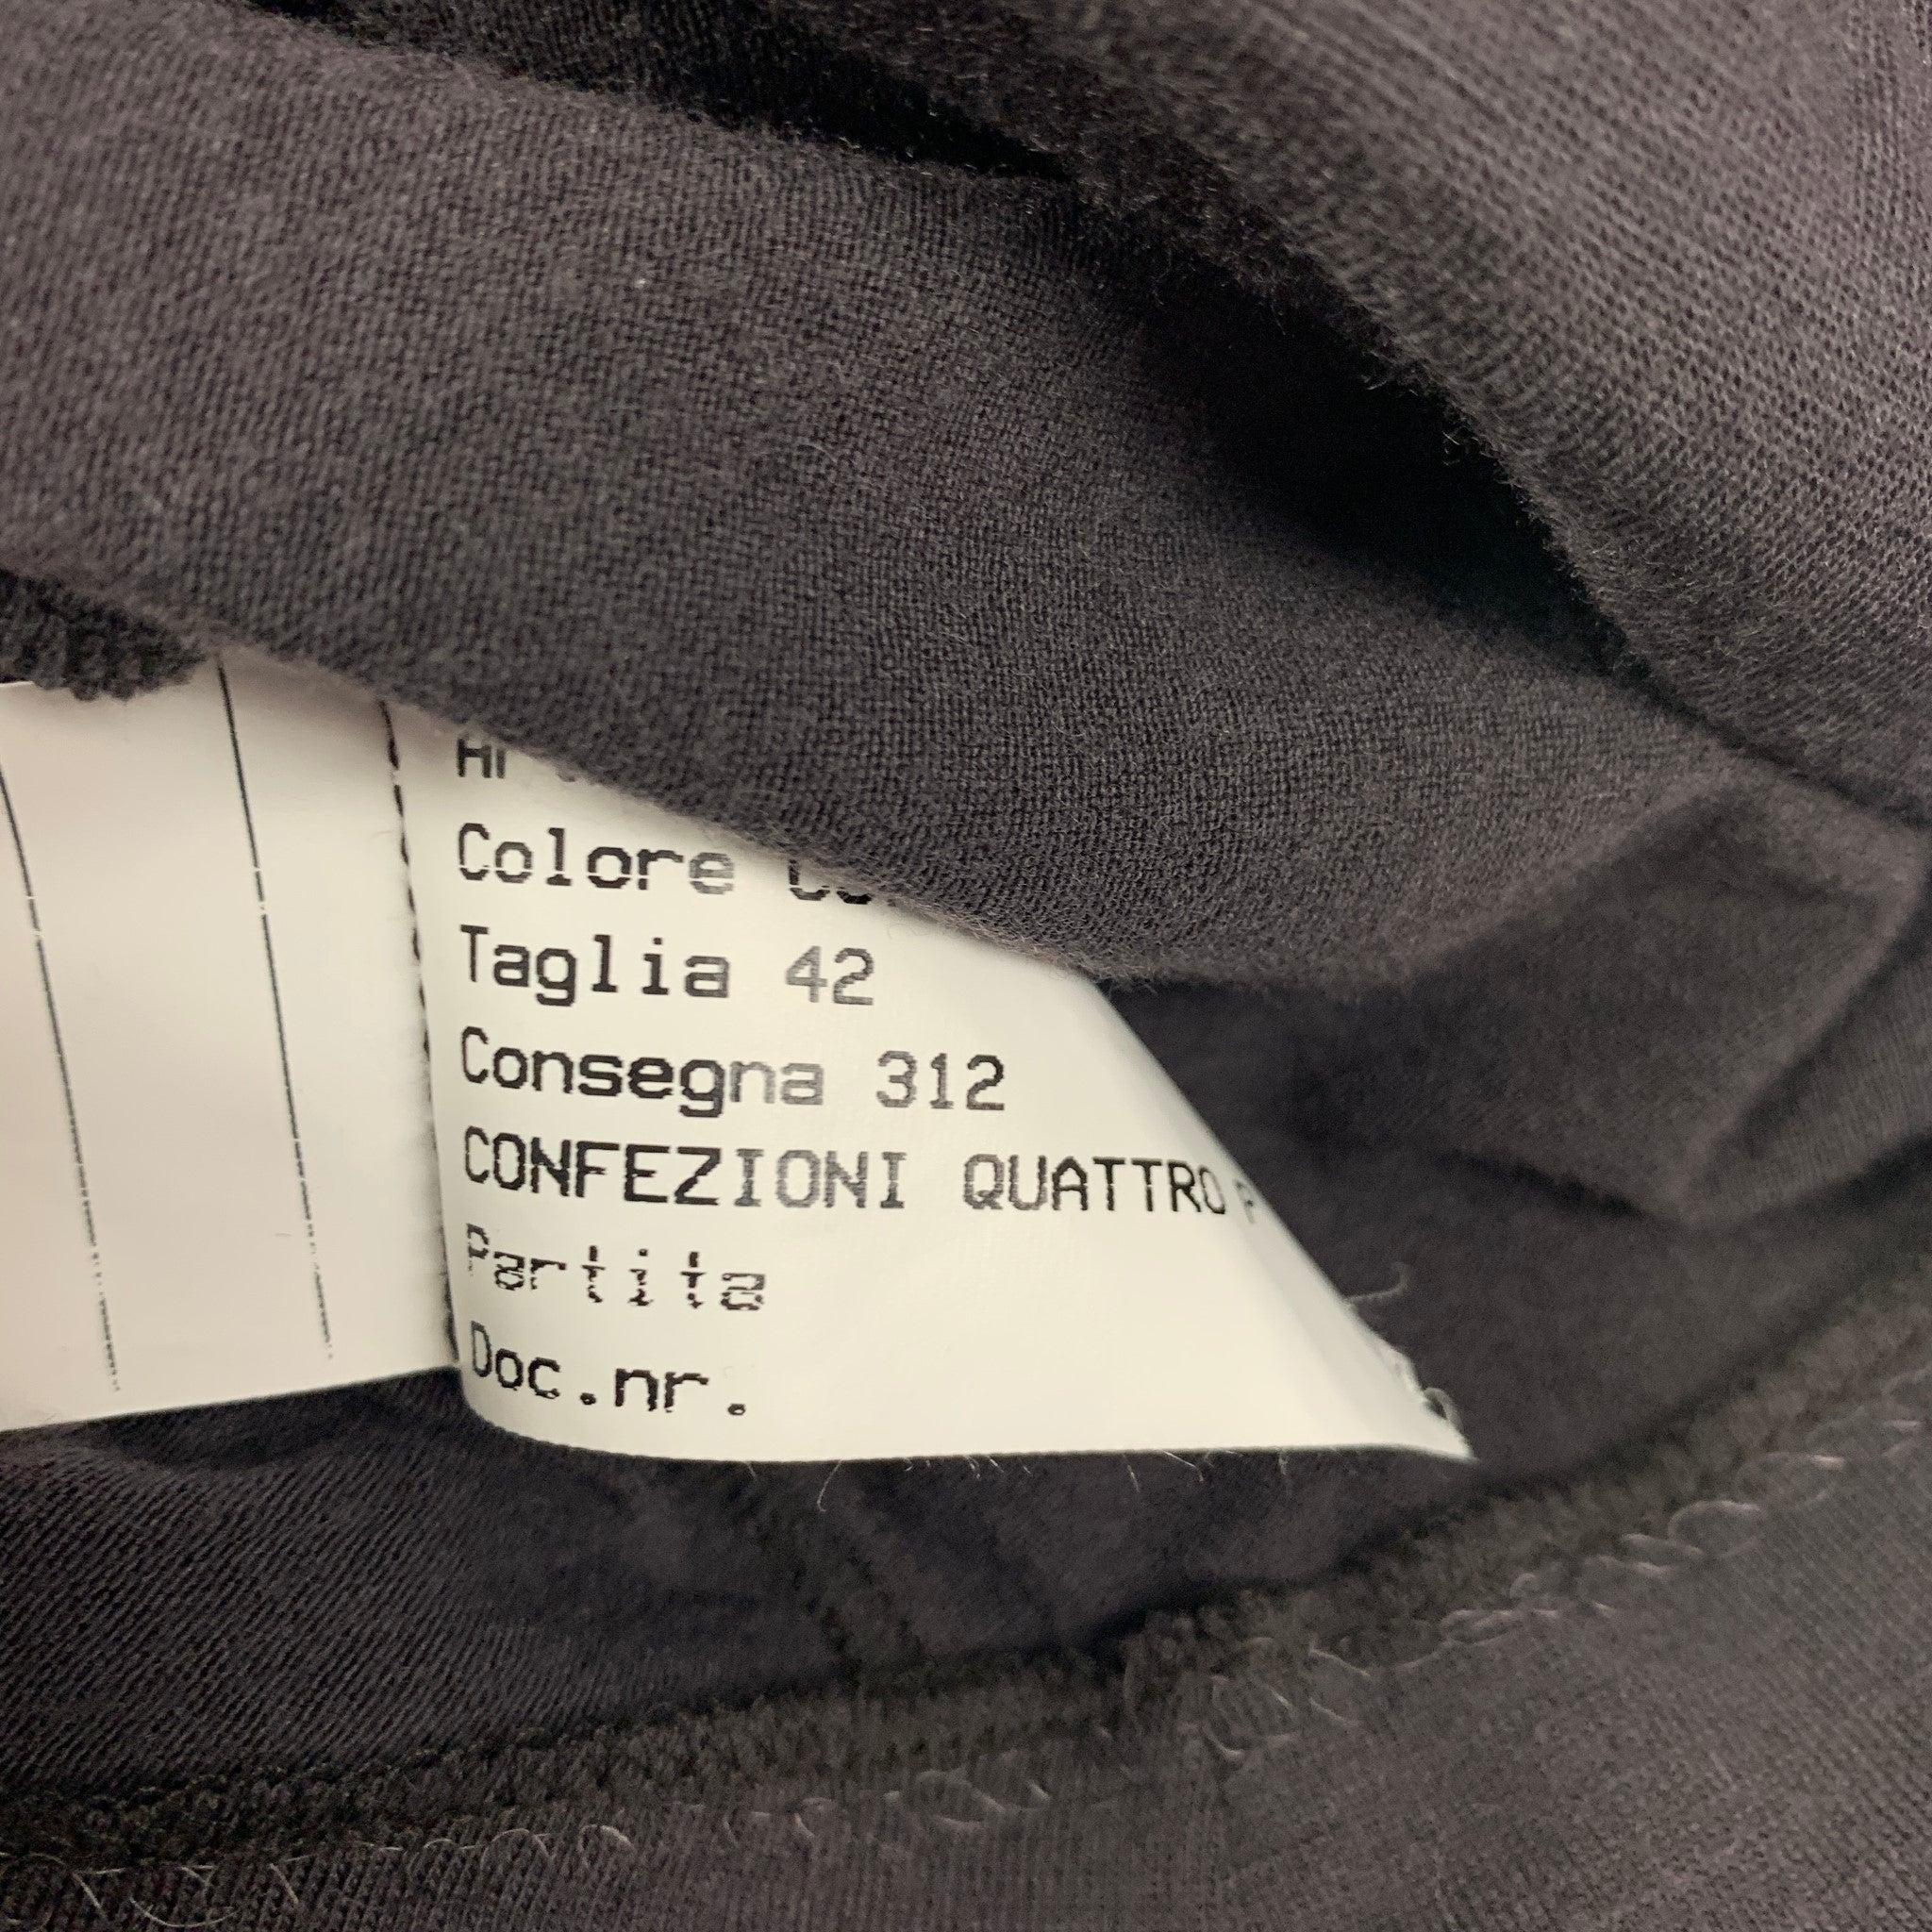 Colore
Taglia 42
Consegna 312
CONFEZIONI QUATTRO
Partita
Doc.nr.